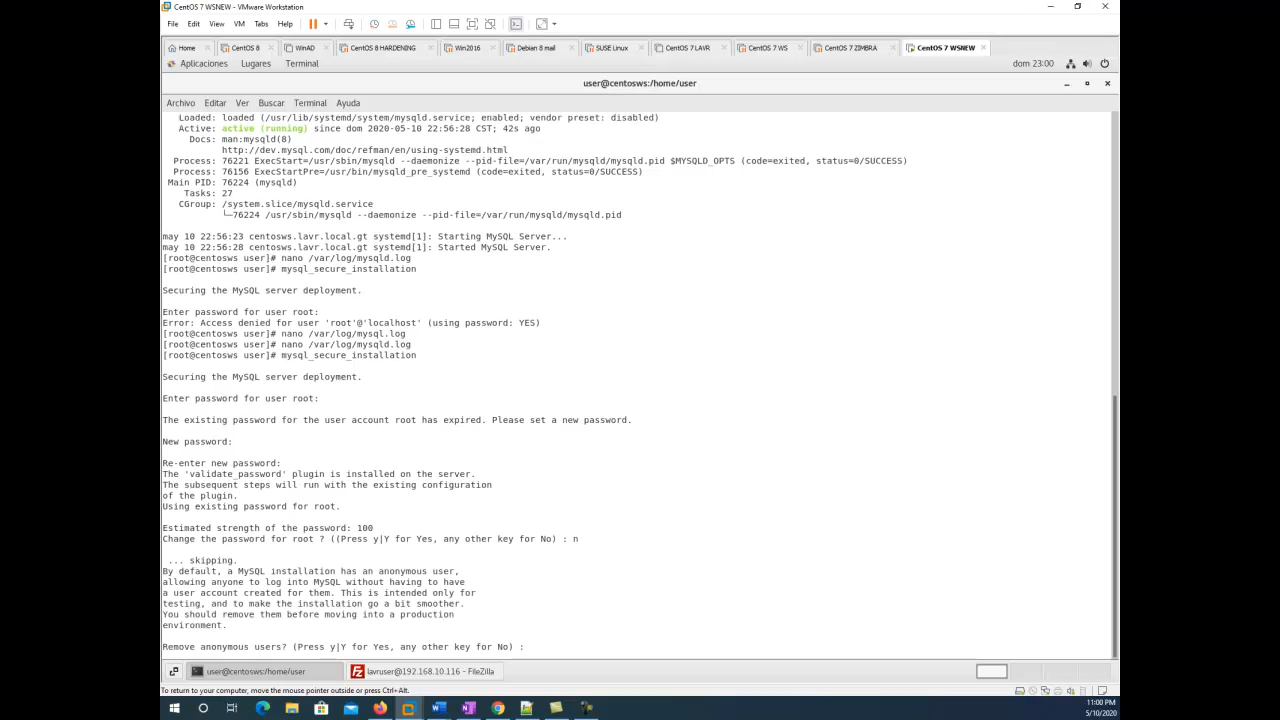 CentOS 7 WSNEW - VMware Workstation
File Edit View VM Tabs Help
Home CentOS 8 WinAD CentOS 8 HARDENING Win2016 Debian 8 mail SUSE Linux CentOS 7 LAVR CentOS 7 WS CentOS 7 ZIMBRA CentOS 7 WSNEW
Aplicaciones Lugares Terminal dom 23:00
user@centosws:/home/user
Archivo Editar Ver Buscar Terminal Ayuda
Loaded: loaded (/usr/lib/systemd/system/mysqld.service; enabled; vendor preset: disabled)
Active: active (running) since dom 2020-05-10 22:56:28 CST; 42s ago
Docs: man:mysqld(8)
http://dev.mysql.com/doc/refman/en/using-systemd.html
Process: 76221 ExecStart=/usr/sbin/mysqld --daemonize --pid-file=/var/run/mysqld/mysqld.pid $MYSQLD_OPTS (code=exited, status=0/SUCCESS)
Process: 76156 ExecStartPre=/usr/bin/mysqld_pre_systemd (code=exited, status=0/SUCCESS)
Main PID: 76224 (mysqld)
Tasks: 27
CGroup: /system.slice/mysqld.service
└─76224 /usr/sbin/mysqld --daemonize --pid-file=/var/run/mysqld/mysqld.pid
may 10 22:56:23 centosws.lavr.local.gt systemd[1]: Starting MySQL Server...
may 10 22:56:28 centosws.lavr.local.gt systemd[1]: Started MySQL Server.
[root@centosws user]# nano /var/log/mysqld.log
[root@centosws user]# mysql_secure_installation
Securing the MySQL server deployment.
Enter password for user root:
Error: Access denied for user 'root'@'localhost' (using password: YES)
[root@centosws user]# nano /var/log/mysql.log
[root@centosws user]# nano /var/log/mysqld.log
[root@centosws user]# mysql_secure_installation
Securing the MySQL server deployment.
Enter password for user root:
The existing password for the user account root has expired. Please set a new password.
New password:
Re-enter new password:
The 'validate_password' plugin is installed on the server.
The subsequent steps will run with the existing configuration
of the plugin.
Using existing password for root.
Estimated strength of the password: 100
Change the password for root ? ((Press y|Y for Yes, any other key for No) : n
... skipping.
By default, a MySQL installation has an anonymous user,
allowing anyone to log into MySQL without having to have
a user account created for them. This is intended only for
testing, and to make the installation go a bit smoother.
You should remove them before moving into a production
environment.
Remove anonymous users? (Press y|Y for Yes, any other key for No) :
user@centosws:/home/user lavruser@192.168.10.116 - FileZilla
To return to your computer, move the mouse pointer outside or press Ctrl+Alt.
11:00 PM
5/10/2020